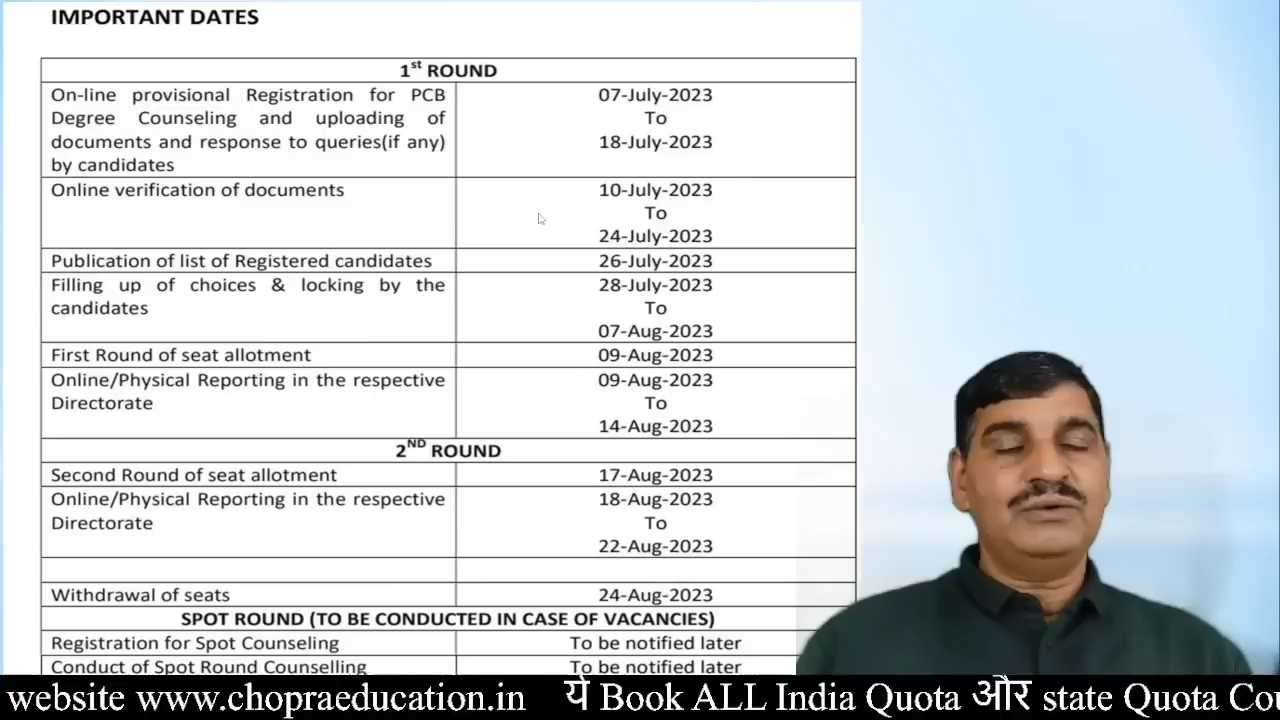 IMPORTANT DATES
1st ROUND
On-line provisional Registration for PCB
Degree Counseling and uploading of
documents and response to queries(if any)
by candidates
07-July-2023
To
18-July-2023
Online verification of documents
10-July-2023
To
24-July-2023
Publication of list of Registered candidates
26-July-2023
Filling up of choices & locking by the
candidates
28-July-2023
To
07-Aug-2023
First Round of seat allotment
09-Aug-2023
Online/Physical Reporting in the respective
Directorate
09-Aug-2023
To
14-Aug-2023
2ND ROUND
Second Round of seat allotment
17-Aug-2023
Online/Physical Reporting in the respective
Directorate
18-Aug-2023
To
22-Aug-2023
Withdrawal of seats
24-Aug-2023
SPOT ROUND (TO BE CONDUCTED IN CASE OF VACANCIES)
Registration for Spot Counseling
To be notified later
Conduct of Spot Round Counselling
To be notified later
website www.chopraeducation.in ये Book ALL India Quota और state Quota Co